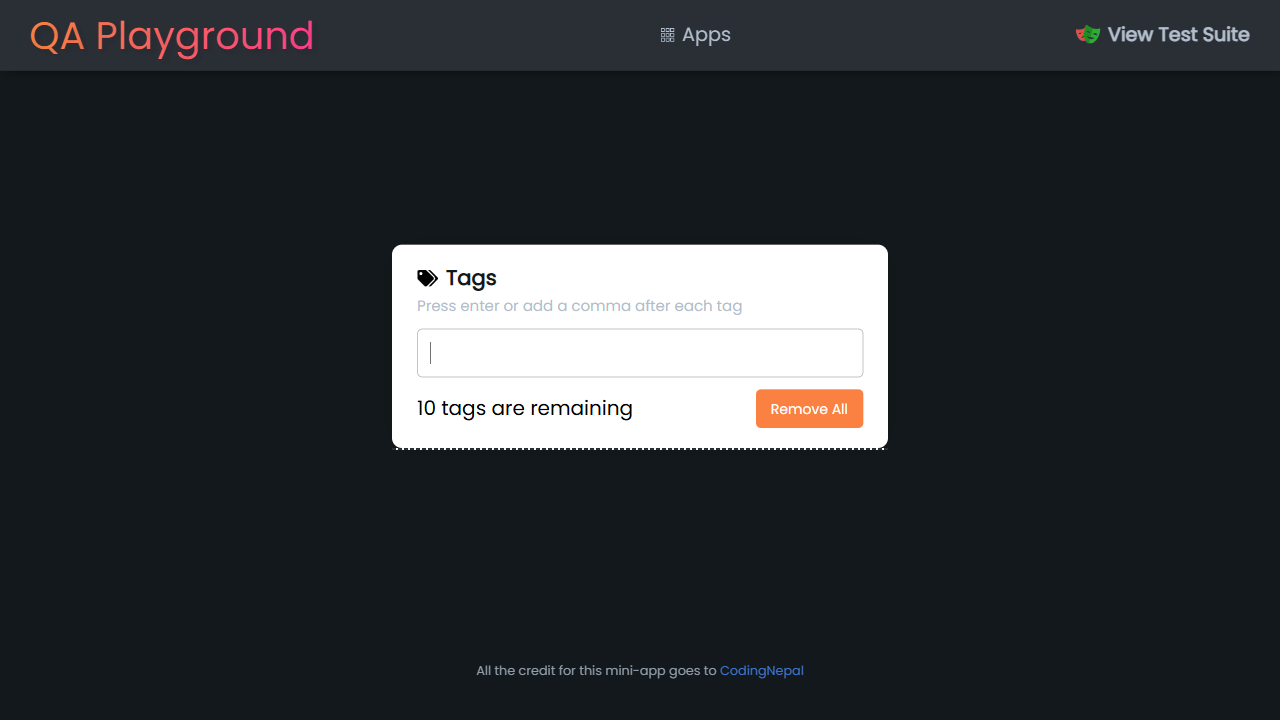 QA Playground
Apps
View Test Suite
Tags
Press enter or add a comma after each tag
10 tags are remaining
Remove All
All the credit for this mini-app goes to CodingNepal